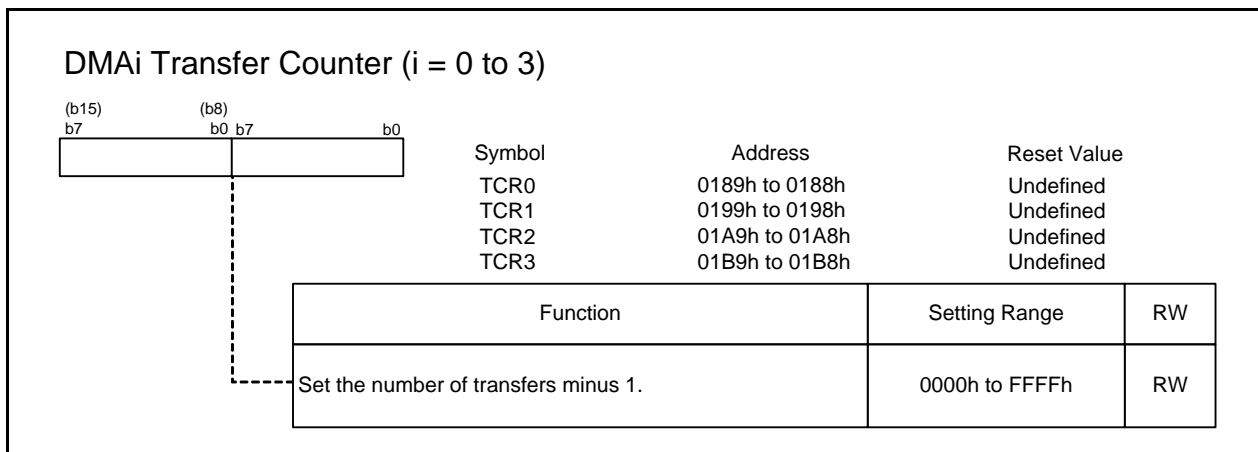 DMAi Transfer Counter (i = 0 to 3)
(b15) (b8)
b7 b0 b7 b0
Symbol Address Reset Value
TCR0 0189h to 0188h Undefined
TCR1 0199h to 0198h Undefined
TCR2 01A9h to 01A8h Undefined
TCR3 01B9h to 01B8h Undefined
Function Setting Range RW
Set the number of transfers minus 1. 0000h to FFFFh RW